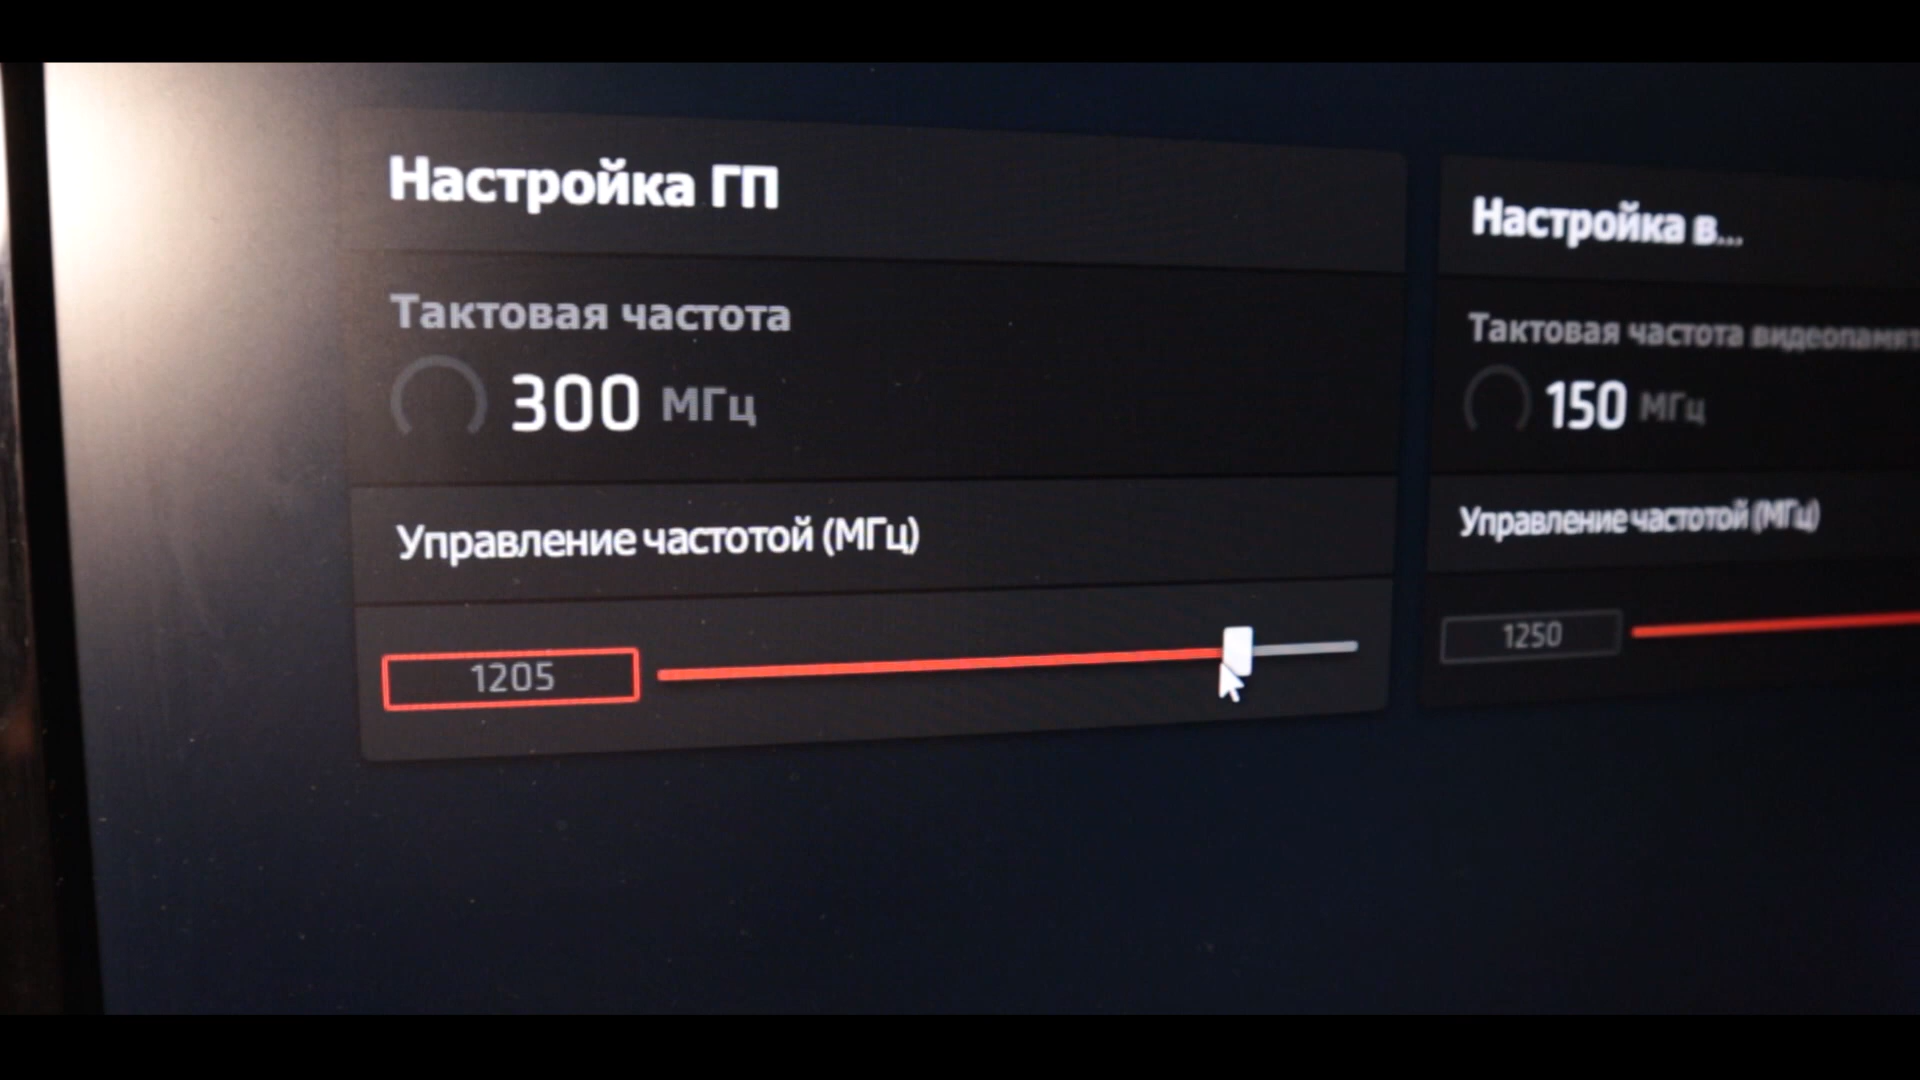 Настройка ГП
Тактовая частота
300 МГц
Управление частотой (МГц)
1205
Настройка в...
Тактовая частота
150 МГц
Управление частотой (МГц)
1250